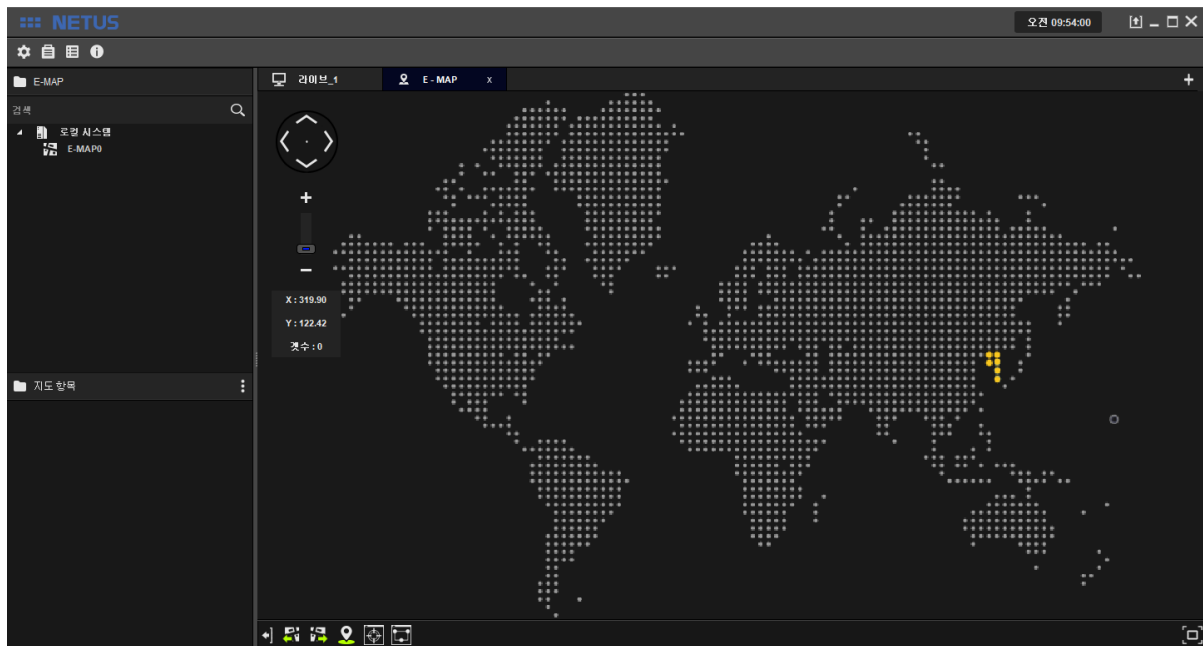 NETUS
오전 09:54:00
E-MAP
라이브_1
E - MAP
X
검색
로컬 시스템
E-MAP0
X : 319.90
Y : 122.42
갯수 : 0
지도 항목